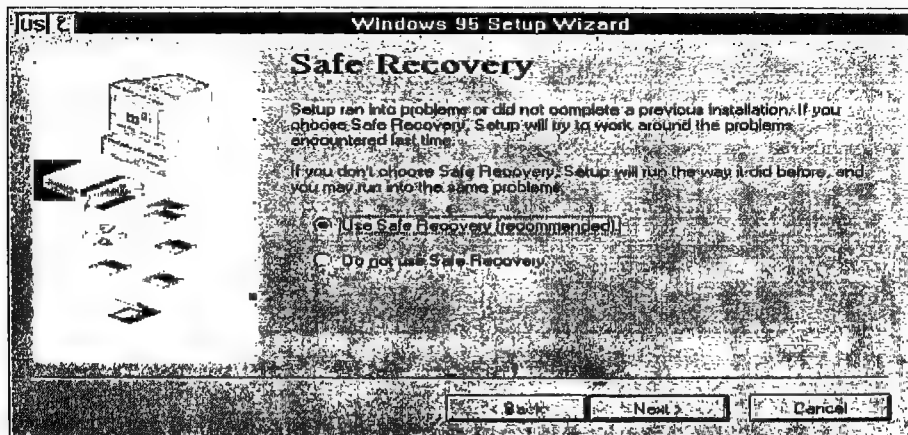 US ع
Windows 95 Setup Wizard
Safe Recovery
Setup ran into problems or did not complete a previous installation. If you
choose Safe Recovery, Setup will try to work around the problems
encountered last time.
If you don't choose Safe Recovery, Setup will run the way it did before, and
you may run into the same problems.
Use Safe Recovery (recommended).
Do not use Safe Recovery.
< Back
Next >
Cancel